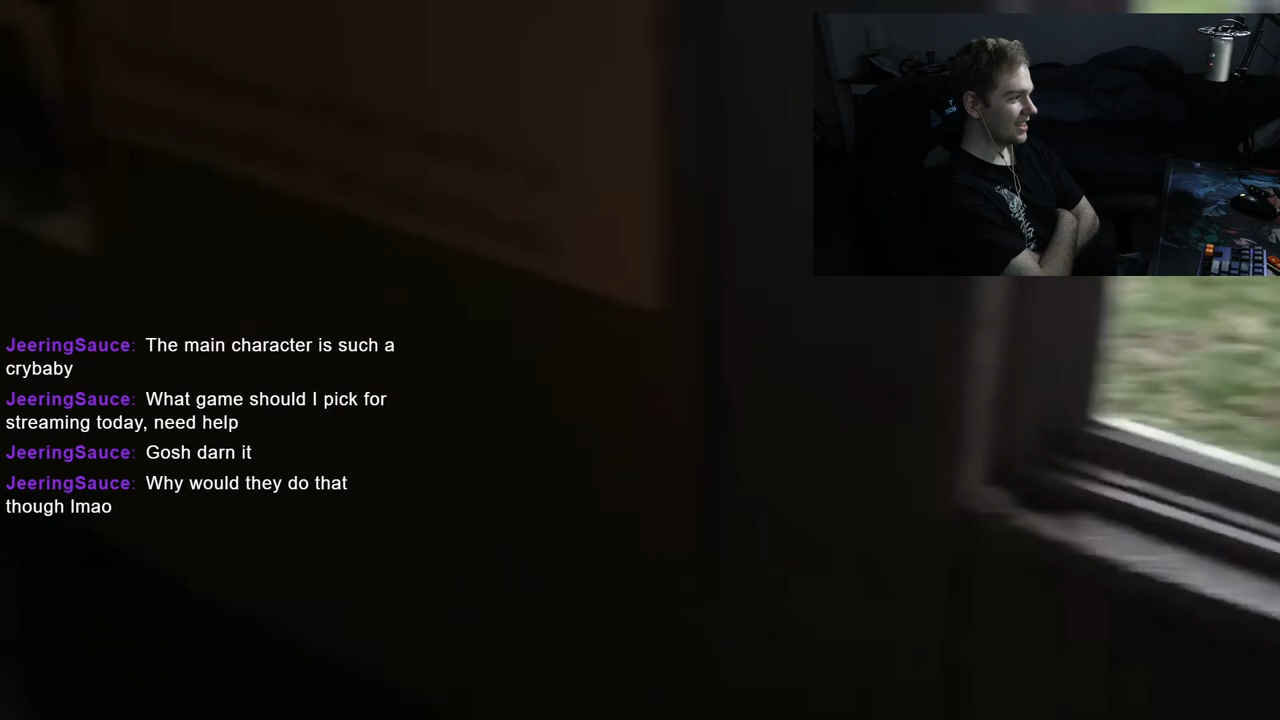 JeeringSauce: The main character is such a
crybaby
JeeringSauce: What game should I pick for
streaming today, need help
JeeringSauce: Gosh darn it
JeeringSauce: Why would they do that
though lmao